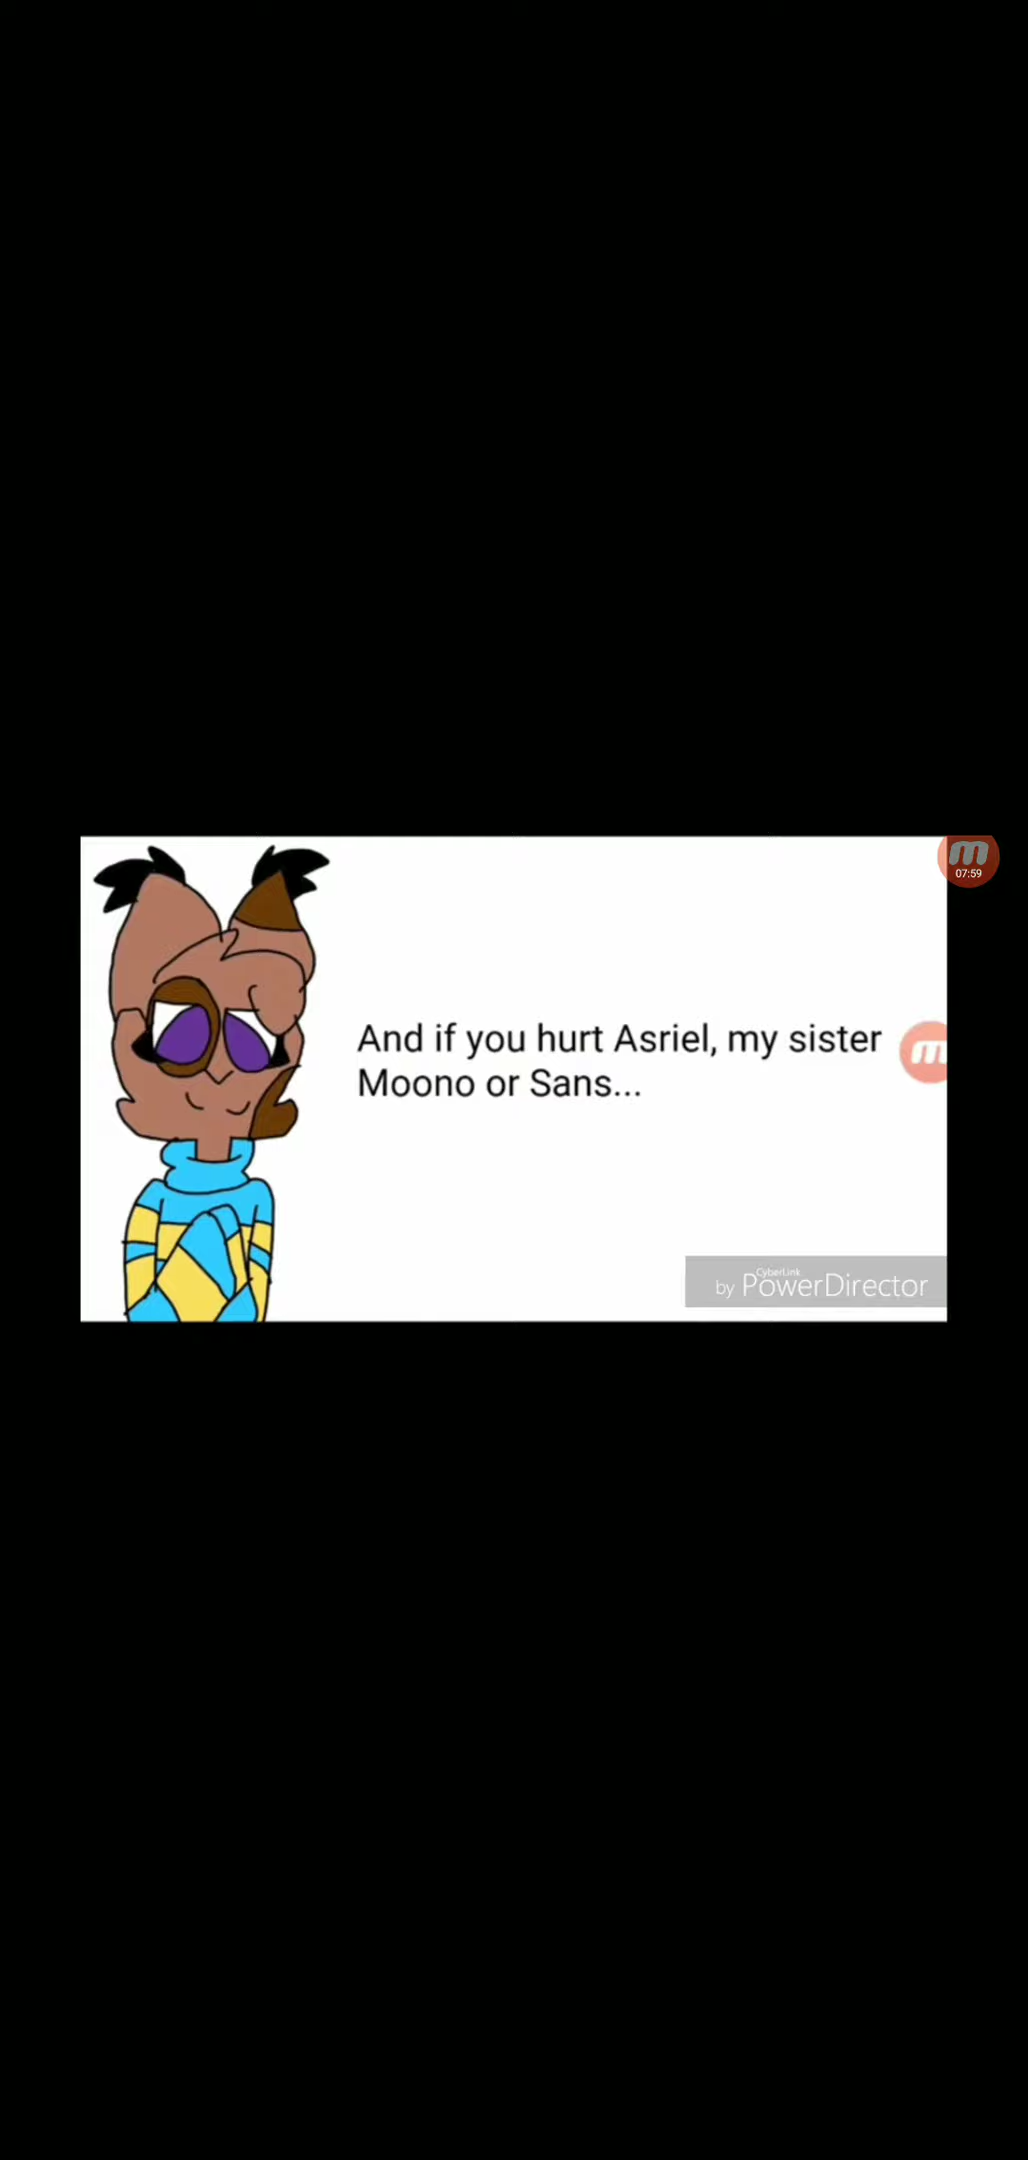 m
07:59
And if you hurt Asriel, my sister
m
Moono or Sans...
CyberLink
by PowerDirector